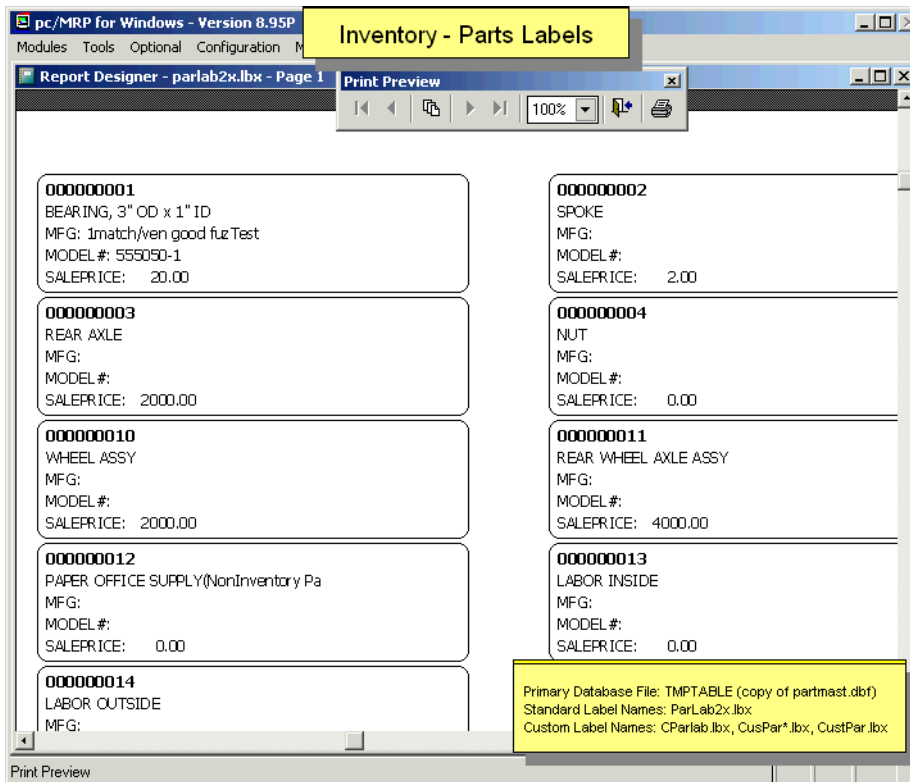 pc/MRP for Windows - Version 8.95P
Inventory - Parts Labels
Modules Tools Optional Configuration M
Report Designer - parlab2x.lbx - Page 1
Print Preview
100%
000000001
BEARING, 3" OD x 1" ID
MFG: 1match/ven good fuzTest
MODEL#: 555050-1
SALEPRICE: 20.00
000000002
SPOKE
MFG:
MODEL#:
SALEPRICE: 2.00
000000003
REAR AXLE
MFG:
MODEL#:
SALEPRICE: 2000.00
000000004
NUT
MFG:
MODEL#:
SALEPRICE: 0.00
000000010
WHEEL ASSY
MFG:
MODEL#:
SALEPRICE: 2000.00
000000011
REAR WHEEL AXLE ASSY
MFG:
MODEL#:
SALEPRICE: 4000.00
000000012
PAPER OFFICE SUPPLY(NonInventory Pa
MFG:
MODEL#:
SALEPRICE: 0.00
000000013
LABOR INSIDE
MFG:
MODEL#:
SALEPRICE: 0.00
000000014
LABOR OUTSIDE
MFG:
Primary Database File: TMPTABLE (copy of partmast.dbf)
Standard Label Names: ParLab2x.lbx
Custom Label Names: CParlab.lbx, CusPar*.lbx, CustPar.lbx
Print Preview